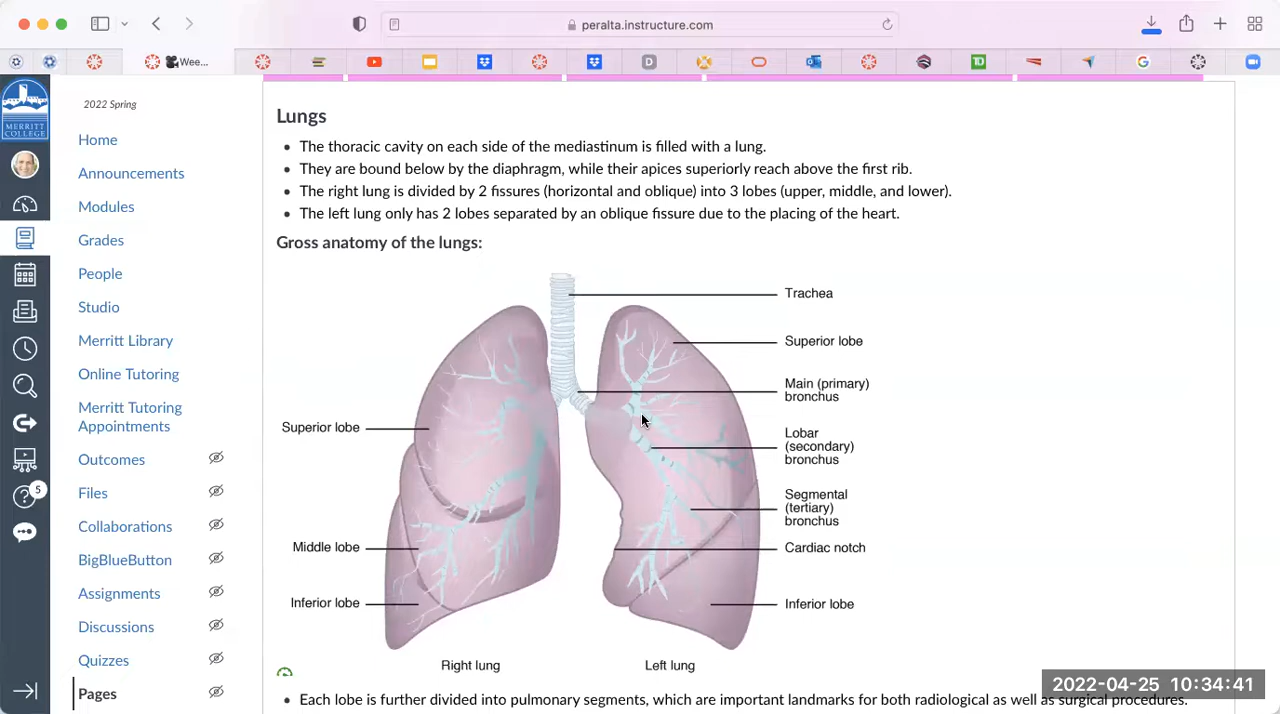 peralta.instructure.com
Wee...
MERRITT
COLLEGE
2022 Spring
Home
Announcements
Modules
Grades
People
Studio
Merritt Library
Online Tutoring
Merritt Tutoring
Appointments
Outcomes
Files
Collaborations
BigBlueButton
Assignments
Discussions
Quizzes
Pages
5
Lungs
• The thoracic cavity on each side of the mediastinum is filled with a lung.
• They are bound below by the diaphragm, while their apices superiorly reach above the first rib.
• The right lung is divided by 2 fissures (horizontal and oblique) into 3 lobes (upper, middle, and lower).
• The left lung only has 2 lobes separated by an oblique fissure due to the placing of the heart.
Gross anatomy of the lungs:
Trachea
Superior lobe
Main (primary)
bronchus
Lobar
(secondary)
bronchus
Segmental
(tertiary)
bronchus
Cardiac notch
Inferior lobe
Superior lobe
Middle lobe
Inferior lobe
Right lung
Left lung
• Each lobe is further divided into pulmonary segments, which are important landmarks for both radiological as well as surgical procedures.
2022-04-25 10:34:41